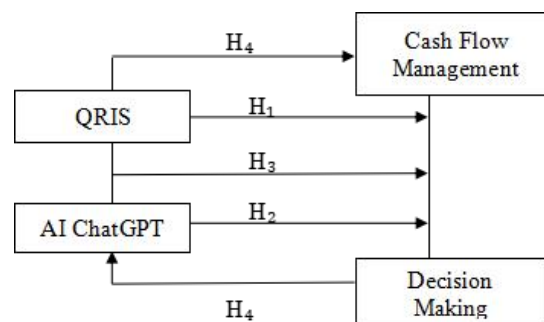 H₄
Cash Flow
Management
QRIS
H₁
H₃
AI ChatGPT
H₂
H₄
Decision
Making